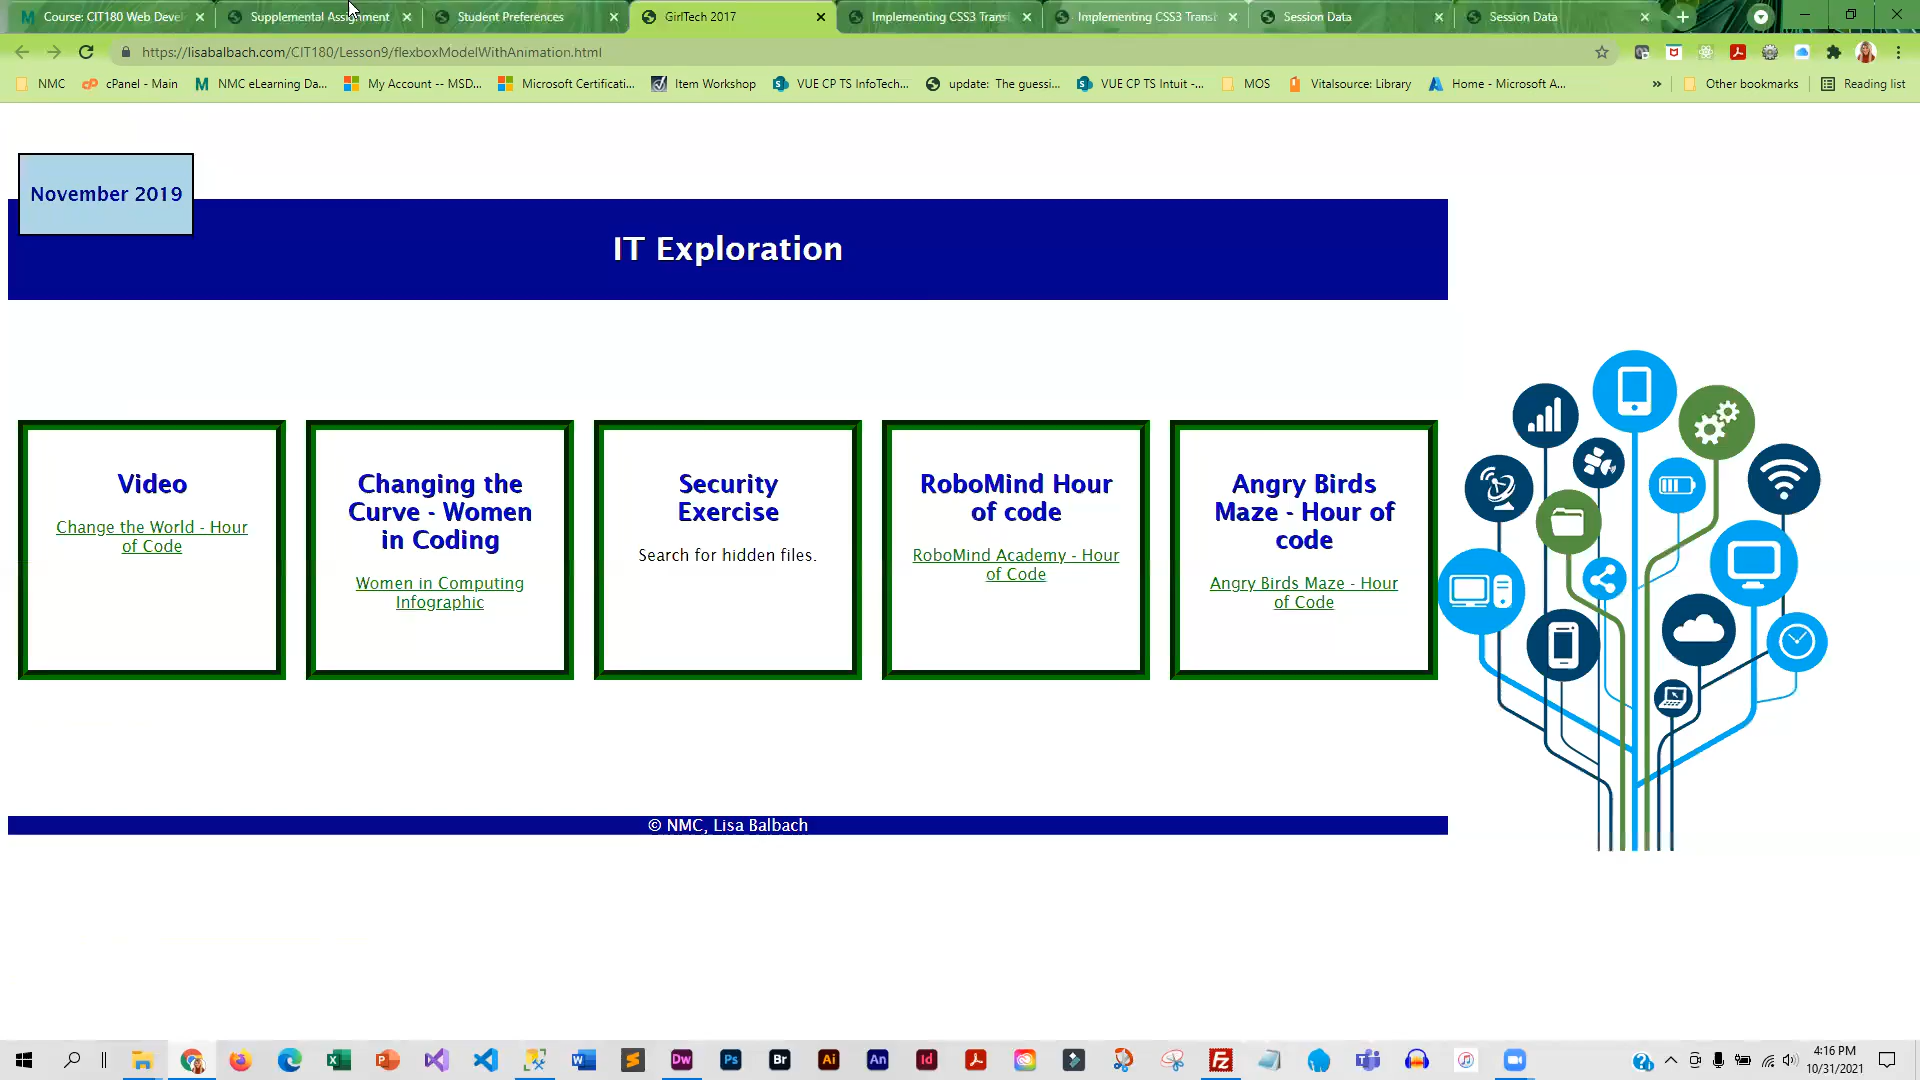 Course: CIT180 Web Devel
Supplemental Assignment
Student Preferences
GirlTech 2017
Implementing CSS3 Transi
Implementing CSS3 Transi
Session Data
Session Data
https://lisabalbach.com/CIT180/Lesson9/flexboxModelWithAnimation.html
NMC
cPanel - Main
NMC eLearning Da...
My Account -- MSD...
Microsoft Certificati...
Item Workshop
VUE CP TS InfoTech...
update: The guessi...
VUE CP TS Intuit -...
MOS
Vitalsource: Library
Home - Microsoft A...
»
Other bookmarks
Reading list
November 2019
IT Exploration
Video
Change the World - Hour
of Code
Changing the
Curve - Women
in Coding
Women in Computing
Infographic
Security
Exercise
Search for hidden files.
RoboMind Hour
of code
RoboMind Academy - Hour
of Code
Angry Birds
Maze - Hour of
code
Angry Birds Maze - Hour
of Code
© NMC, Lisa Balbach
4:16 PM
10/31/2021